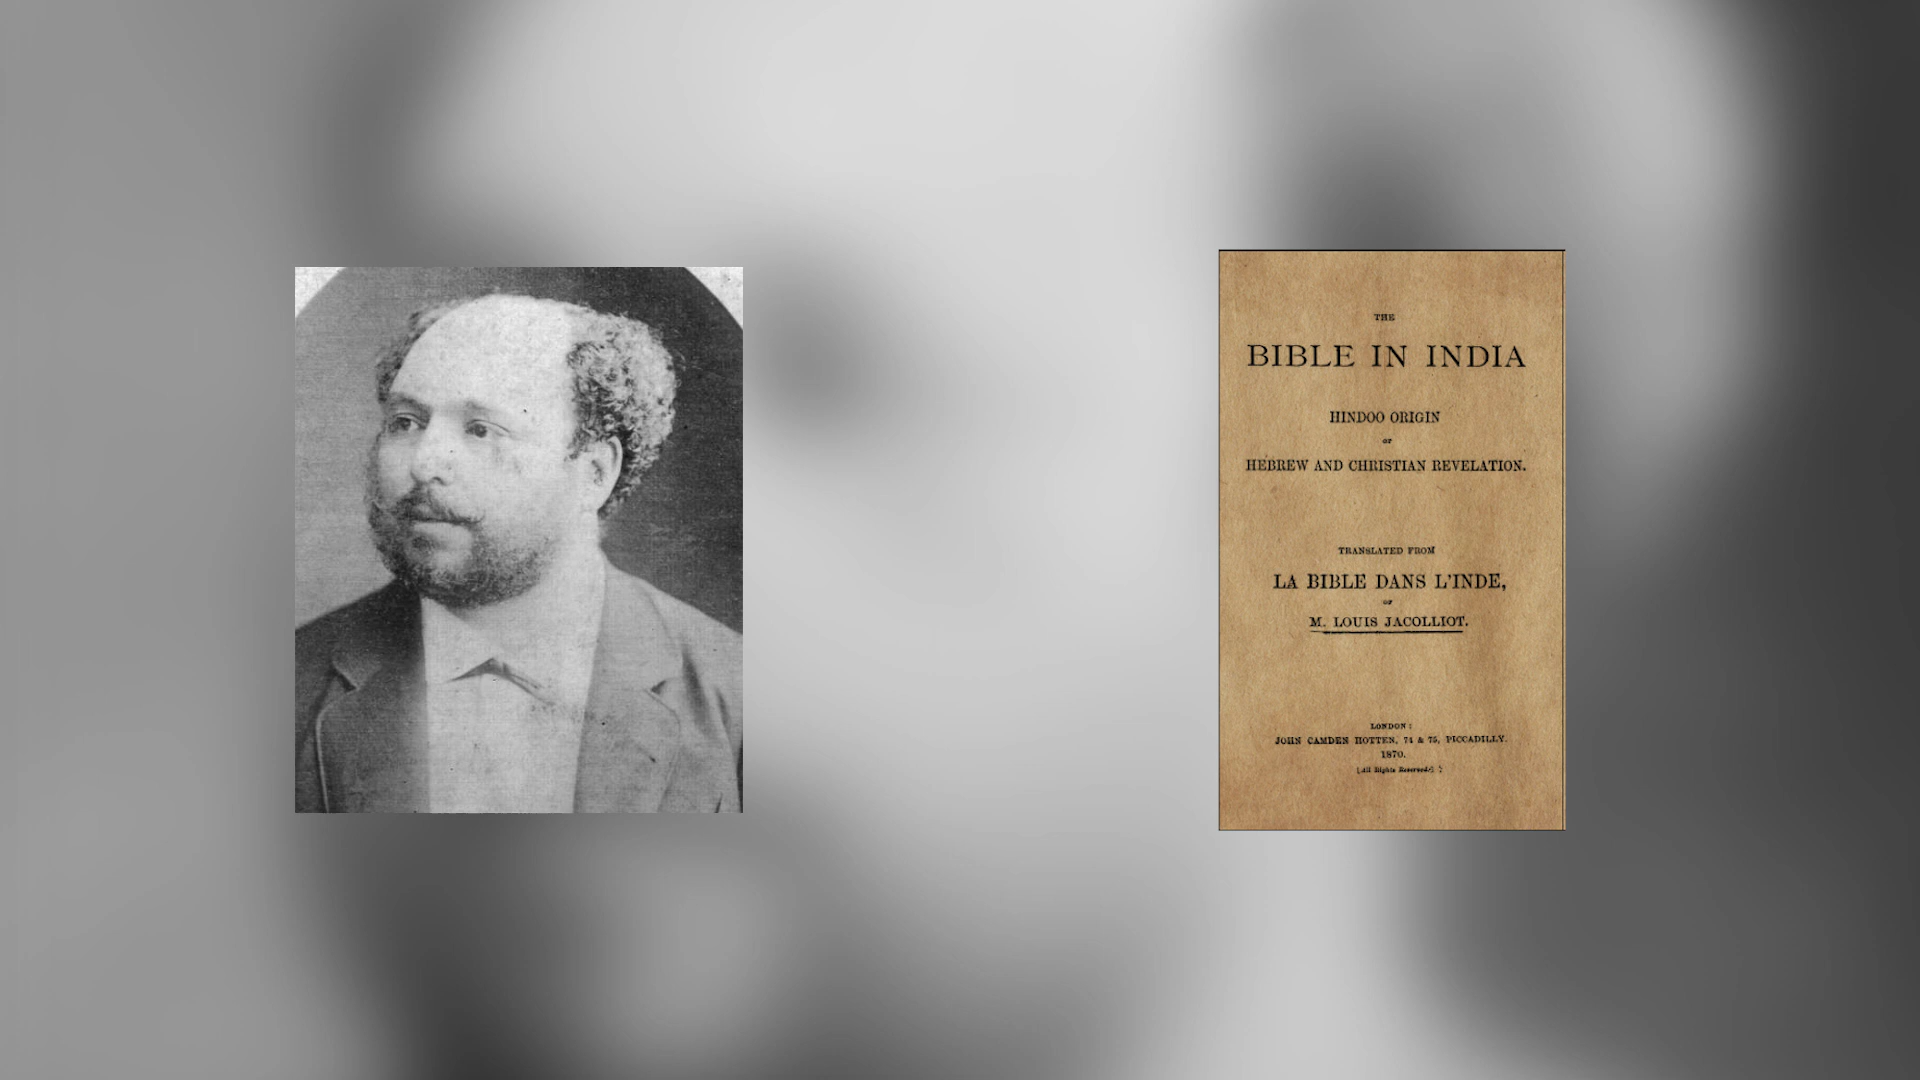 THE
BIBLE IN INDIA
HINDOO ORIGIN
OF
HEBREW AND CHRISTIAN REVELATION.
TRANSLATED FROM
LA BIBLE DANS L'INDE,
OF
M. LOUIS JACOLLIOT.
LONDON:
JOHN CAMDEN HOTTEN, 74 & 75, PICCADILLY.
1870.
[All Rights Reserved.]